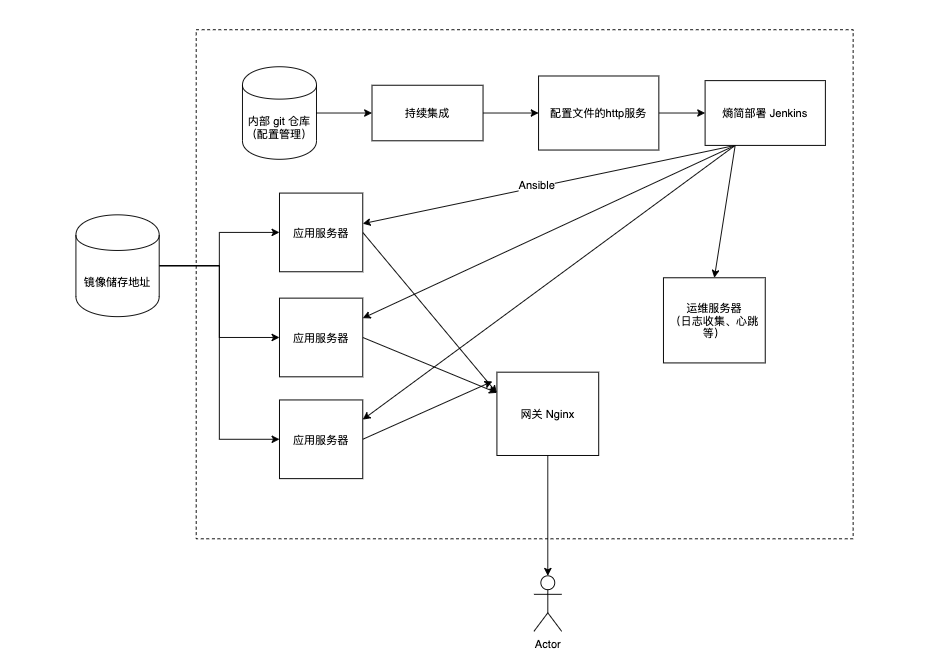 内部 git 仓库
（配置管理）
持续集成
配置文件的http服务
熵简部署 Jenkins
Ansible
应用服务器
镜像储存地址
运维服务器
（日志收集、心跳
等）
应用服务器
网关 Nginx
应用服务器
Actor